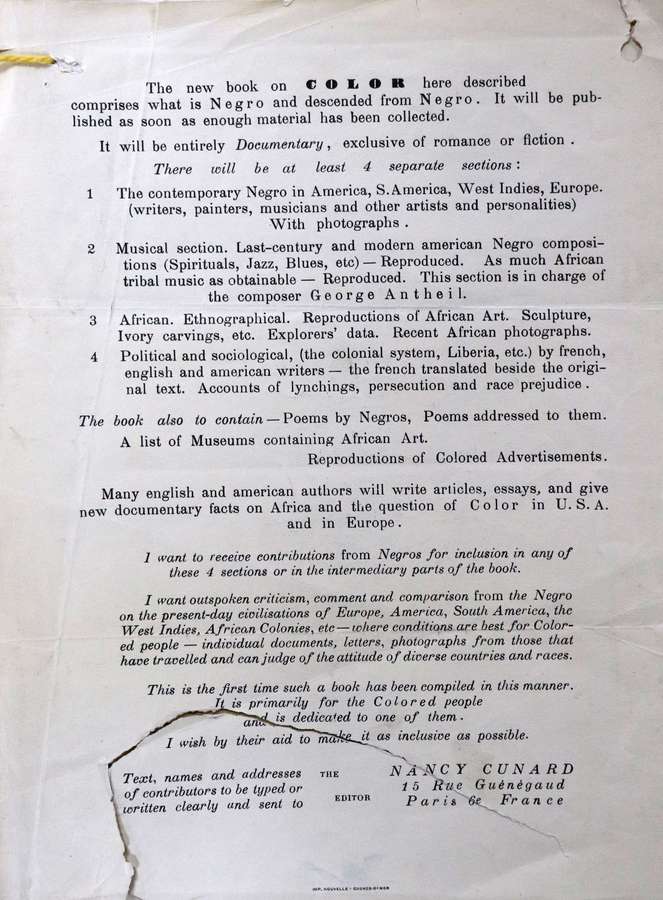 The new book on COLOR here described
comprises what is Negro and descended from Negro. It will be pub-
lished as soon as enough material has been collected.
It will be entirely Documentary, exclusive of romance or fiction.
There will be at least 4 separate sections:
1 The contemporary Negro in America, S. America, West Indies, Europe.
(writers, painters, musicians and other artists and personalities)
With photographs.
2 Musical section. Last-century and modern american Negro composi-
tions (Spirituals, Jazz, Blues, etc) — Reproduced. As much African
tribal music as obtainable — Reproduced. This section is in charge of
the composer George Antheil.
3 African. Ethnographical. Reproductions of African Art. Sculpture,
Ivory carvings, etc. Explorers' data. Recent African photographs.
4 Political and sociological, (the colonial system, Liberia, etc.) by french,
english and american writers — the french translated beside the origi-
nal text. Accounts of lynchings, persecution and race prejudice.
The book also to contain — Poems by Negros, Poems addressed to them.
A list of Museums containing African Art.
Reproductions of Colored Advertisements.
Many english and american authors will write articles, essays, and give
new documentary facts on Africa and the question of Color in U. S. A.
and in Europe.
I want to receive contributions from Negros for inclusion in any of
these 4 sections or in the intermediary parts of the book.
I want outspoken criticism, comment and comparison from the Negro
on the present-day civilisations of Europe, America, South America, the
West Indies, African Colonies, etc — where conditions are best for Color-
ed people — individual documents, letters, photographs from those that
have travelled and can judge of the attitude of diverse countries and races.
This is the first time such a book has been compiled in this manner.
It is primarily for the Colored people
and is dedicated to one of them.
I wish by their aid to make it as inclusive as possible.
Text, names and addresses
of contributors to be typed or
written clearly and sent to
THE
EDITOR
NANCY CUNARD
15 Rue Guénégaud
Paris 6e France
IMP. NOUVELLE -